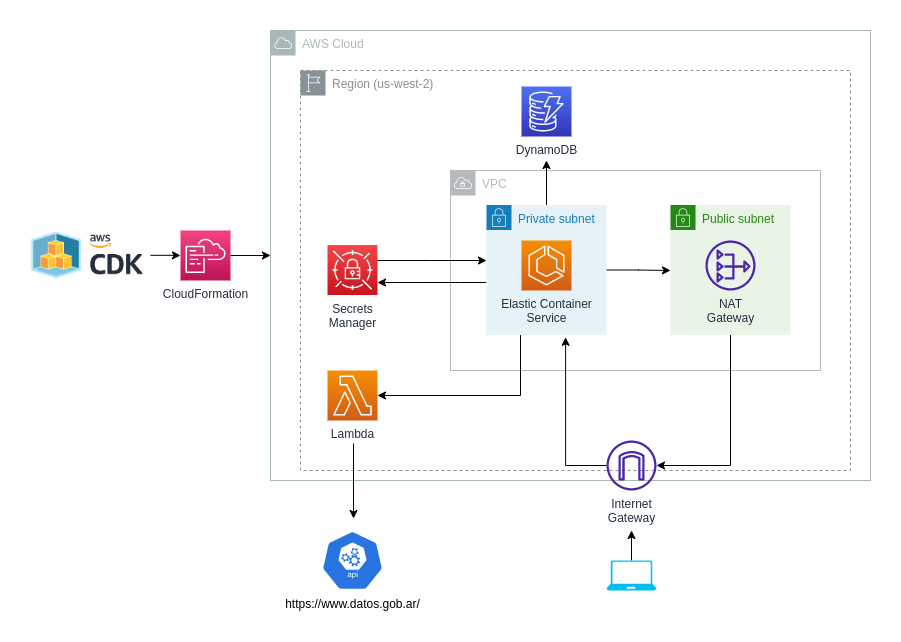 AWS Cloud
Region (us-west-2)
DynamoDB
VPC
Private subnet
Public subnet
aws
CDK
CloudFormation
Secrets
Manager
Elastic Container
Service
NAT
Gateway
Lambda
Internet
Gateway
api
https://www.datos.gob.ar/